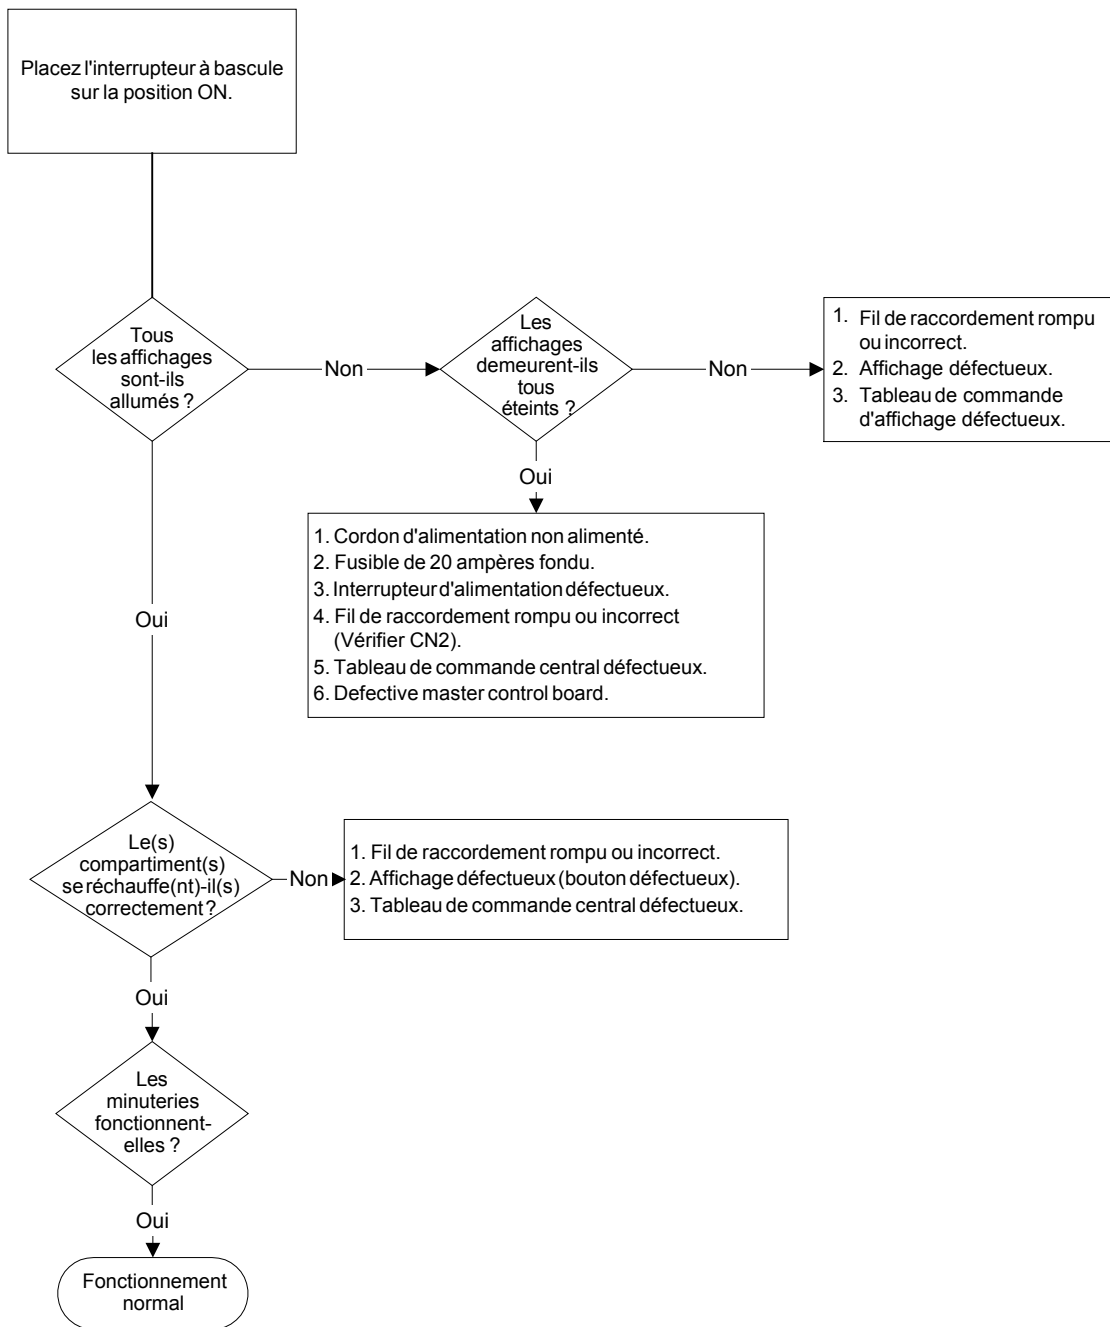 Placez l'interrupteur à bascule
sur la position ON.
Tous
les affichages
sont-ils
allumés ?
Non
Les
affichages
demeurent-ils
tous
éteints ?
Non
1. Fil de raccordement rompu
ou incorrect.
2. Affichage défectueux.
3. Tableau de commande
d'affichage défectueux.
Oui
1. Cordon d'alimentation non alimenté.
2. Fusible de 20 ampères fondu.
3. Interrupteur d'alimentation défectueux.
4. Fil de raccordement rompu ou incorrect
(Vérifier CN2).
5. Tableau de commande central défectueux.
6. Defective master control board.
Oui
Le(s)
compartiment(s)
se réchauffe(nt)-il(s)
correctement ?
Non
1. Fil de raccordement rompu ou incorrect.
2. Affichage défectueux (bouton défectueux).
3. Tableau de commande central défectueux.
Oui
Les
minuteries
fonctionnent-
elles ?
Oui
Fonctionnement
normal